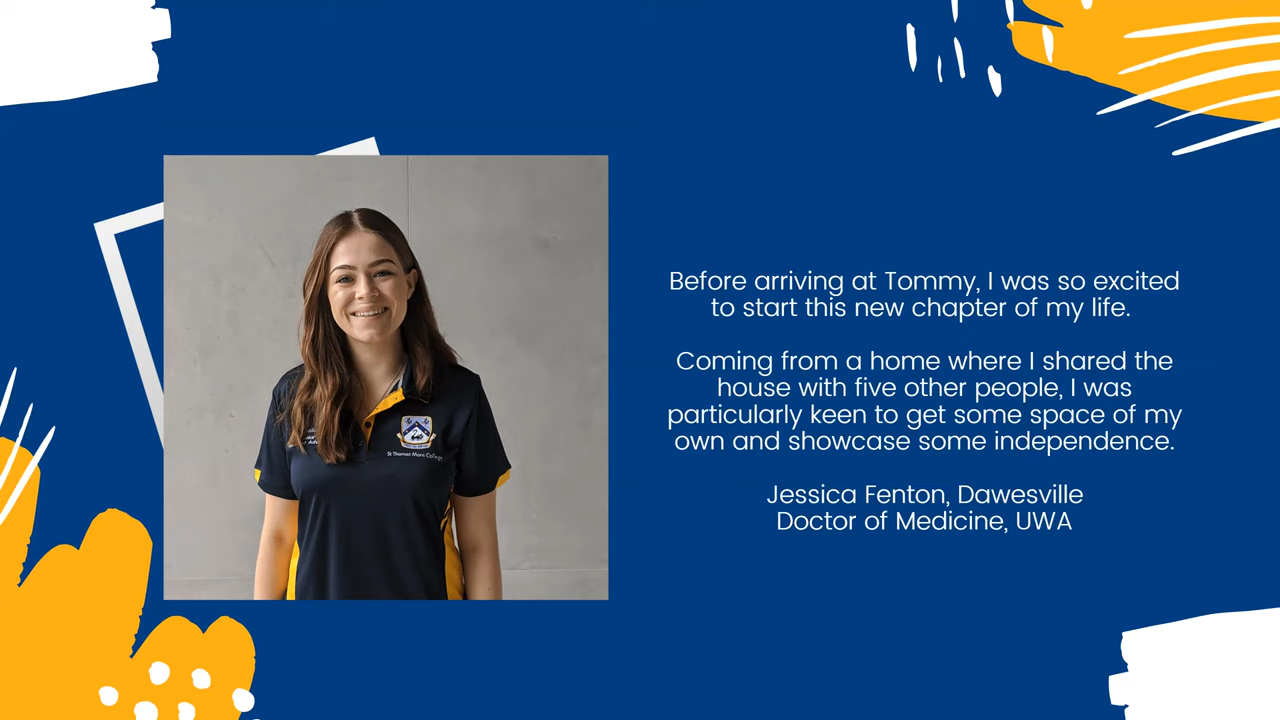 Before arriving at Tommy, I was so excited
to start this new chapter of my life.
Coming from a home where I shared the
house with five other people, I was
particularly keen to get some space of my
own and showcase some independence.
Jessica Fenton, Dawesville
Doctor of Medicine, UWA
St Thomas More College